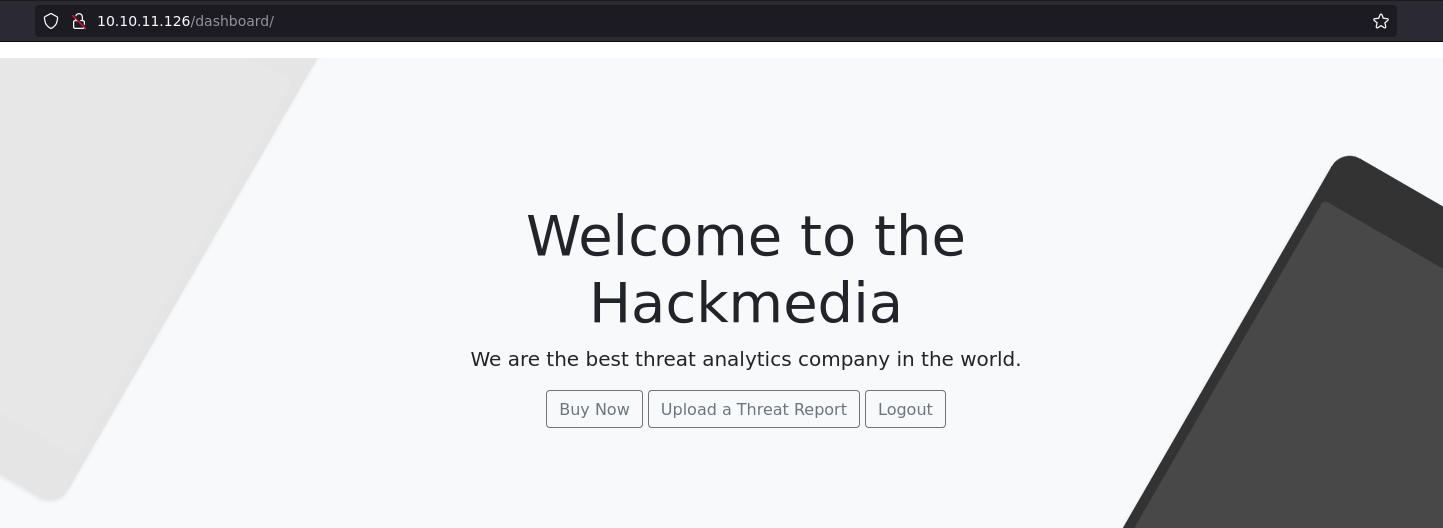 10.10.11.126/dashboard/
Welcome to the
Hackmedia
We are the best threat analytics company in the world.
Buy Now Upload a Threat Report Logout